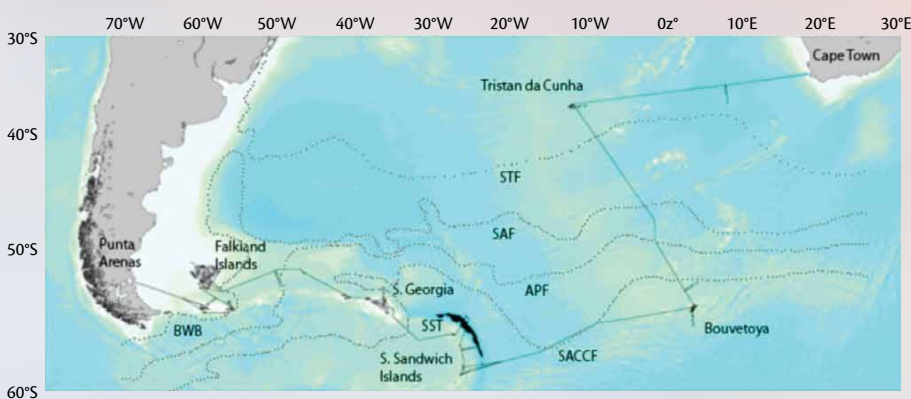 70°W 60°W 50°W 40°W 30°W 20°W 10°W 0z° 10°E 20°E 30°E
30°S
Cape Town
Tristan da Cunha
40°S
STF
SAF
50°S
Punta
Arenas
Falkland
Islands
S. Georgia
APF
SST
BWB
Bouvetoya
SACCF
S. Sandwich
Islands
60°S